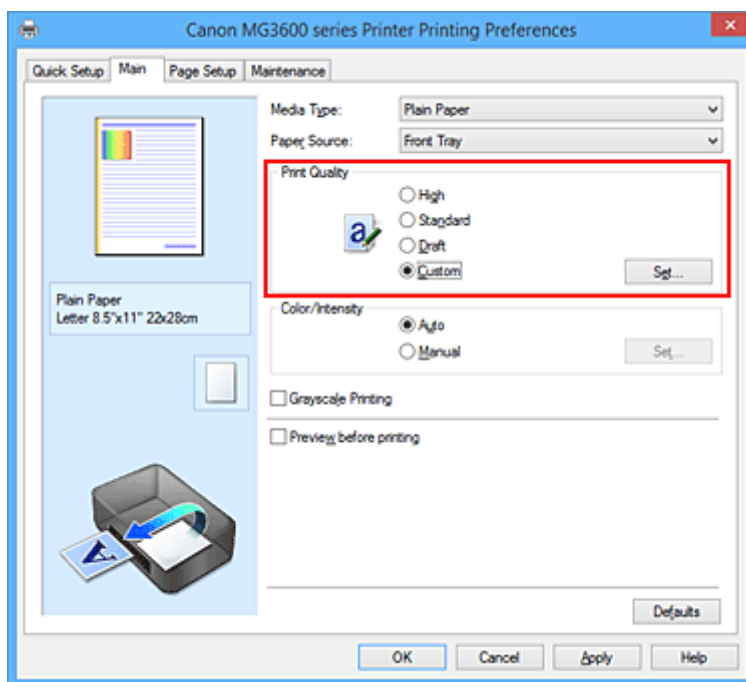 Canon MG3600 series Printer Printing Preferences
Quick Setup Main Page Setup Maintenance
Media Type: Plain Paper
Paper Source: Front Tray
Print Quality
High
Standard
Draft
Custom Set...
Plain Paper
Letter 8.5"x11" 22x28cm
Color/Intensity
Auto
Manual Set...
Grayscale Printing
Preview before printing
Defaults
OK Cancel Apply Help